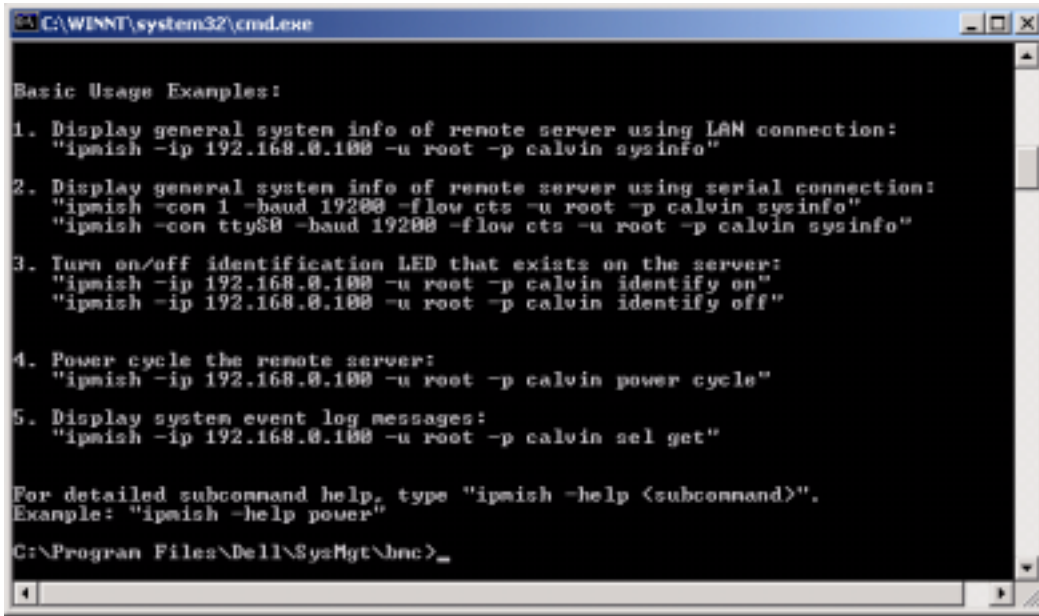 C:\WINNT\system32\cmd.exe
Basic Usage Examples:
1. Display general system info of remote server using LAN connection:
"ipmish -ip 192.168.0.100 -u root -p calvin sysinfo"
2. Display general system info of remote server using serial connection:
"ipmish -com 1 -baud 19200 -flow cts -u root -p calvin sysinfo"
"ipmish -com ttyS0 -baud 19200 -flow cts -u root -p calvin sysinfo"
3. Turn on/off identification LED that exists on the server:
"ipmish -ip 192.168.0.100 -u root -p calvin identify on"
"ipmish -ip 192.168.0.100 -u root -p calvin identify off"
4. Power cycle the remote server:
"ipmish -ip 192.168.0.100 -u root -p calvin power cycle"
5. Display system event log messages:
"ipmish -ip 192.168.0.100 -u root -p calvin sel get"
For detailed subcommand help, type "ipmish -help <subcommand>".
Example: "ipmish -help power"
C:\Program Files\Dell\SysMgt\bmc>_